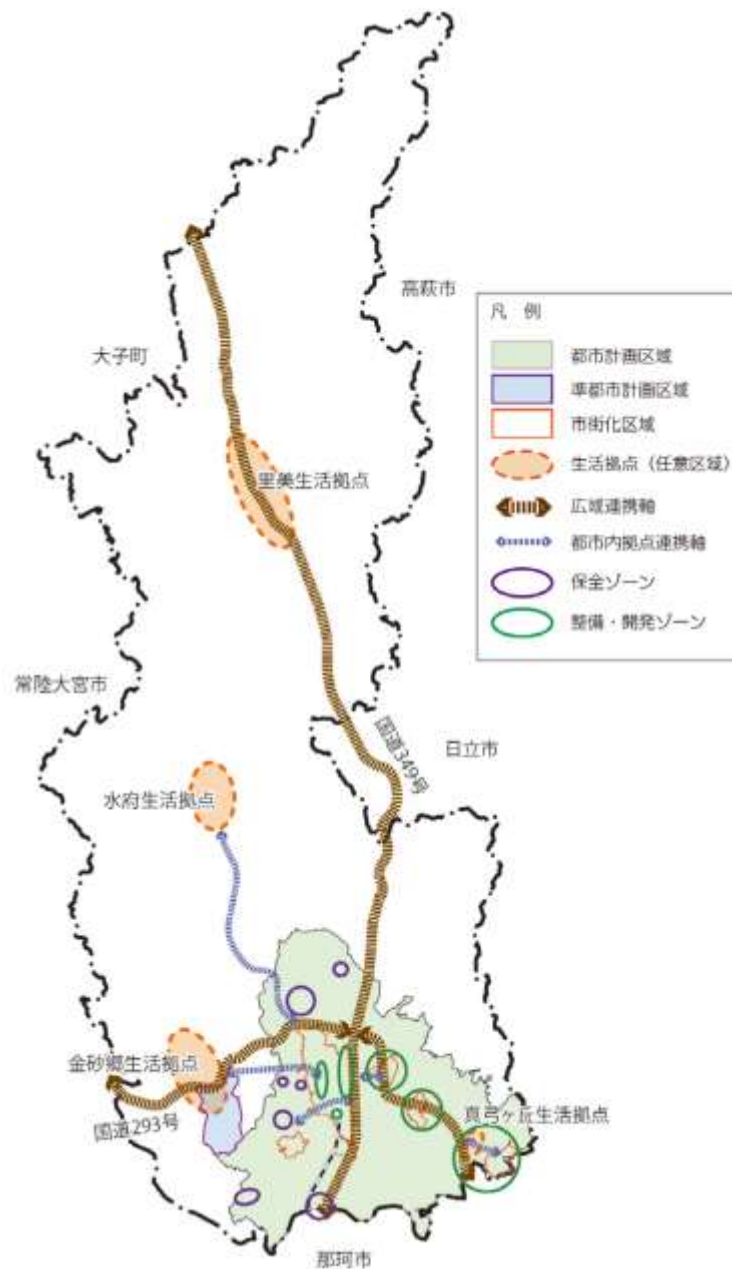 高萩市
大子町
凡 例
都市計画区域
準都市計画区域
市街化区域
生活拠点（任意区域）
広域連携軸
都市内拠点連携軸
保全ゾーン
整備・開発ゾーン
里美生活拠点
常陸大宮市
国道349号
日立市
水府生活拠点
金砂郷生活拠点
国道293号
真弓ヶ丘生活拠点
那珂市